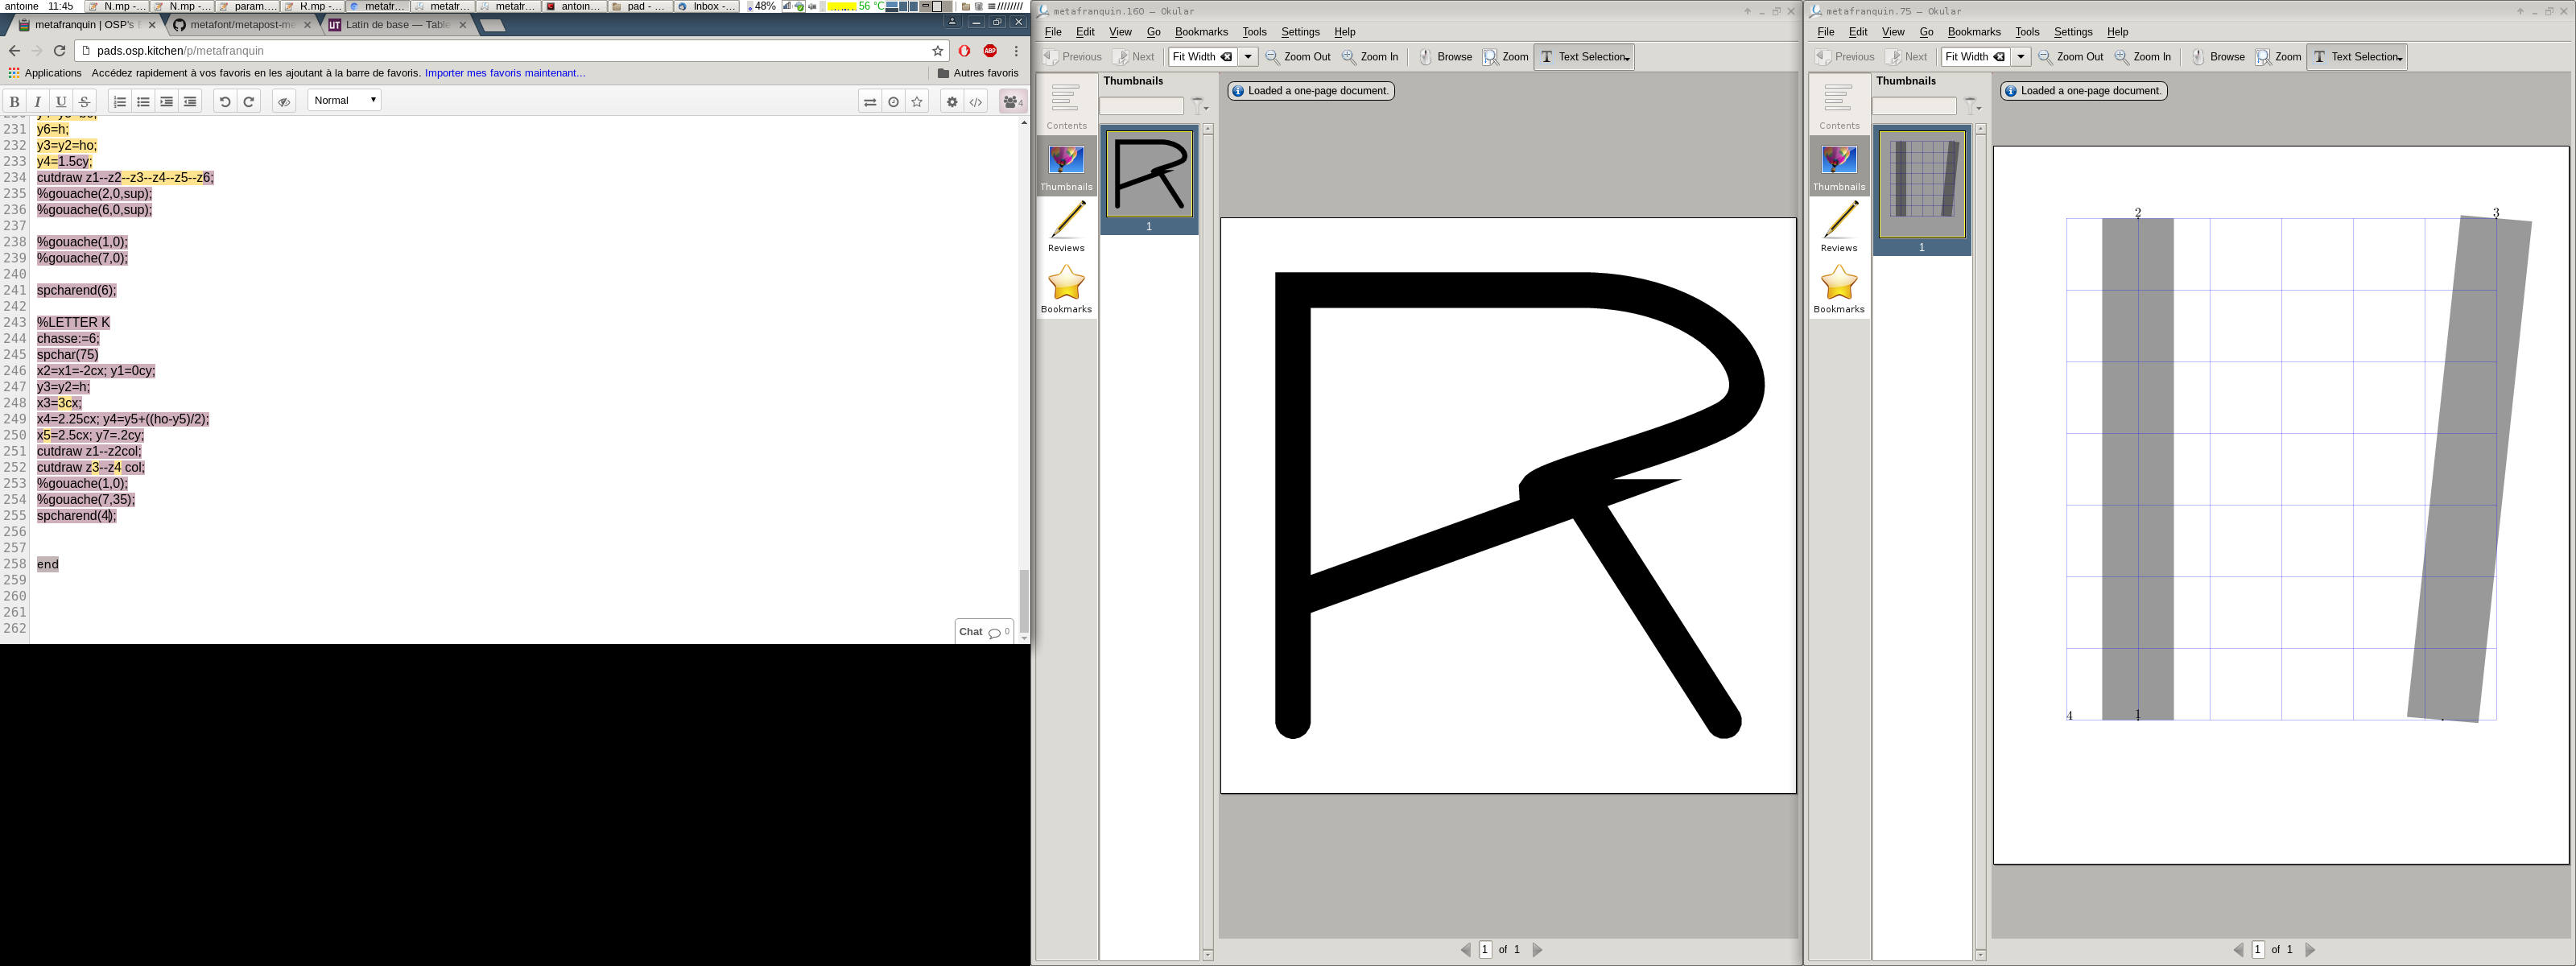 antoine 11:45 N.mp -... N.mp -... param.... R.mp -... metafr... metafr... metafr... antoin... pad - ... Inbox -... 48% 56 °C
metafranquin | OSP's metafont/metapost-me Latin de base — Table
pads.osp.kitchen/p/metafranquin
Applications Accédez rapidement à vos favoris en les ajoutant à la barre de favoris. Importer mes favoris maintenant... Autres favoris
B I U S Normal 4
231 y6=h;
232 y3=y2=ho;
233 y4=1.5cy;
234 cutdraw z1--z2--z3--z4--z5--z6;
235 %gouache(2,0,sup);
236 %gouache(6,0,sup);
237
238 %gouache(1,0);
239 %gouache(7,0);
240
241 spcharend(6);
242
243 %LETTER K
244 chasse:=6;
245 spchar(75)
246 x2=x1=-2cx; y1=0cy;
247 y3=y2=h;
248 x3=3cx;
249 x4=2.25cx; y4=y5+((ho-y5)/2);
250 x5=2.5cx; y7=.2cy;
251 cutdraw z1--z2col;
252 cutdraw z3--z4 col;
253 %gouache(1,0);
254 %gouache(7,35);
255 spcharend(4);
256
257
258 end
259
260
261
262
Chat 0
metafranquin.160 — Okular
File Edit View Go Bookmarks Tools Settings Help
Previous Next Fit Width Zoom Out Zoom In Browse Zoom Text Selection
Thumbnails
Loaded a one-page document.
Contents
Thumbnails
1
Reviews
Bookmarks
1 of 1
metafranquin.75 — Okular
File Edit View Go Bookmarks Tools Settings Help
Previous Next Fit Width Zoom Out Zoom In Browse Zoom Text Selection
Thumbnails
Loaded a one-page document.
Contents
Thumbnails
1
Reviews
Bookmarks
2 3
4 1
1 of 1